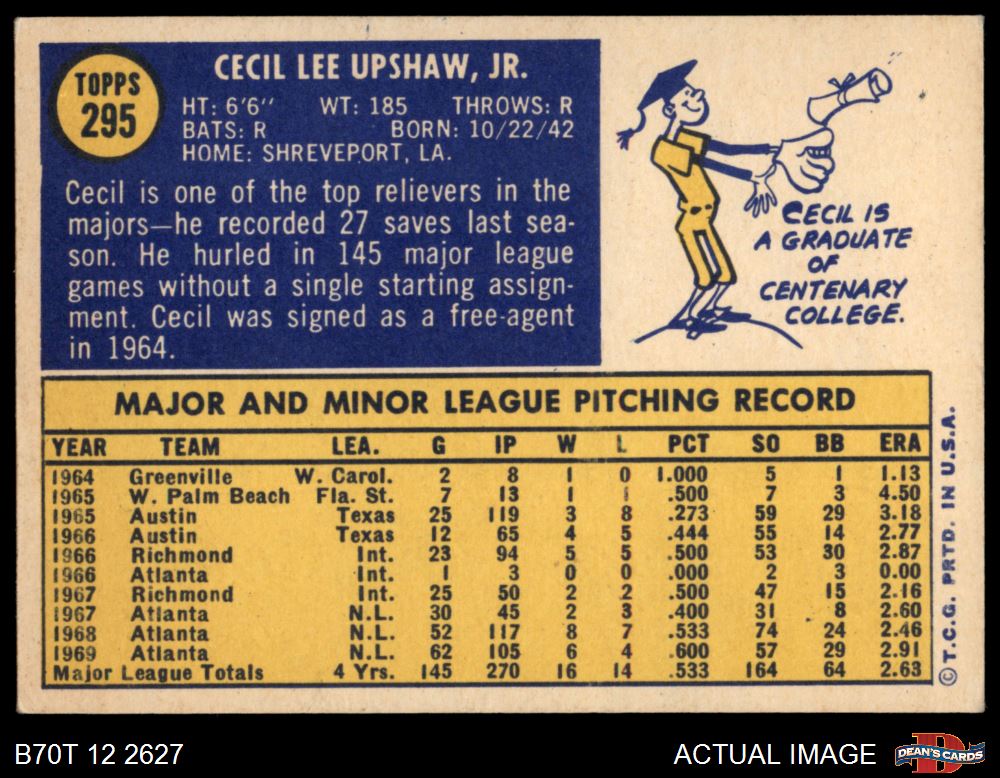 TOPPS
295
CECIL LEE UPSHAW, JR.
HT: 6'6'' WT: 185 THROWS: R
BATS: R BORN: 10/22/42
HOME: SHREVEPORT, LA.
Cecil is one of the top relievers in the
majors—he recorded 27 saves last sea-
son. He hurled in 145 major league
games without a single starting assign-
ment. Cecil was signed as a free-agent
in 1964.
CECIL IS
A GRADUATE
OF
CENTENARY
COLLEGE.
MAJOR AND MINOR LEAGUE PITCHING RECORD
YEAR TEAM LEA. G IP W L PCT SO BB ERA
1964 Greenville W. Carol. 2 8 1 0 1.000 5 1 1.13
1965 W. Palm Beach Fla. St. 7 13 1 1 .500 7 3 4.50
1965 Austin Texas 25 119 3 8 .273 59 29 3.18
1966 Austin Texas 12 65 4 5 .444 55 14 2.77
1966 Richmond Int. 23 94 5 5 .500 53 30 2.87
1966 Atlanta Int. 1 3 0 0 .000 2 3 0.00
1967 Richmond Int. 25 50 2 2 .500 47 15 2.16
1967 Atlanta N.L. 30 45 2 3 .400 31 8 2.60
1968 Atlanta N.L. 52 117 8 7 .533 74 24 2.46
1969 Atlanta N.L. 62 105 6 4 .600 57 29 2.91
Major League Totals 4 Yrs. 145 270 16 14 .533 164 64 2.63
© T.C.G. PRTD. IN U.S.A.
B70T 12 2627
ACTUAL IMAGE
DEAN'S CARDS